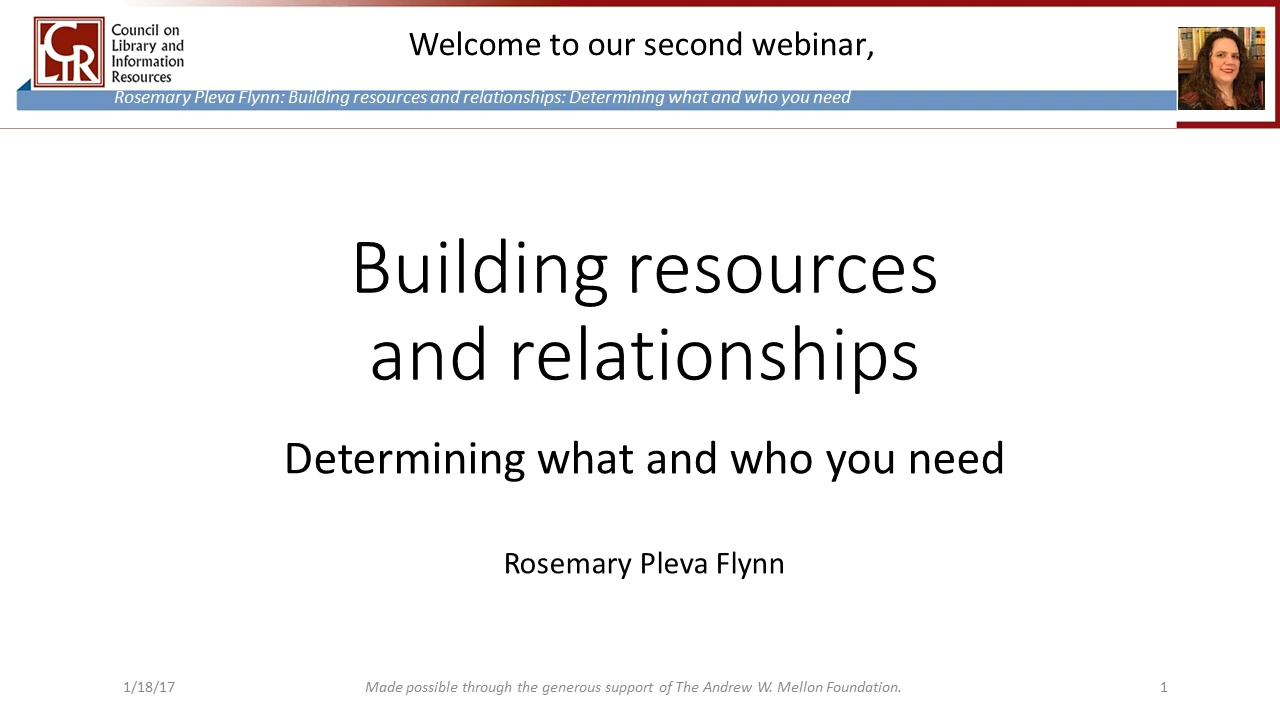 CLIR
Council on
Library and
Information
Resources
Welcome to our second webinar,
Rosemary Pleva Flynn: Building resources and relationships: Determining what and who you need
Building resources
and relationships
Determining what and who you need
Rosemary Pleva Flynn
1/18/17
Made possible through the generous support of The Andrew W. Mellon Foundation.
1